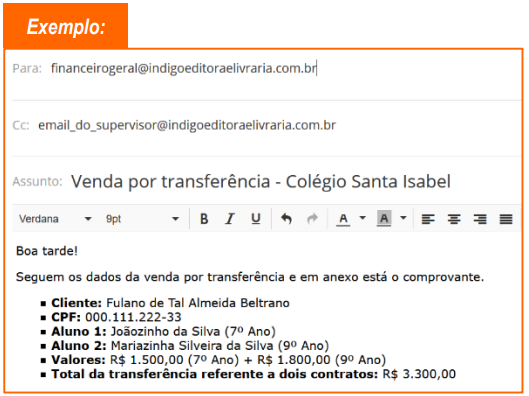 Exemplo:
Para: financeirogeral@indigoeditoraelivraria.com.br
Cc: email_do_supervisor@indigoeditoraelivraria.com.br
Assunto: Venda por transferência - Colégio Santa Isabel
Verdana 9pt B I U A A
Boa tarde!
Seguem os dados da venda por transferência e em anexo está o comprovante.
▪ Cliente: Fulano de Tal Almeida Beltrano
▪ CPF: 000.111.222-33
▪ Aluno 1: Joãozinho da Silva (7º Ano)
▪ Aluno 2: Mariazinha Silveira da Silva (9º Ano)
▪ Valores: R$ 1.500,00 (7º Ano) + R$ 1.800,00 (9º Ano)
▪ Total da transferência referente a dois contratos: R$ 3.300,00